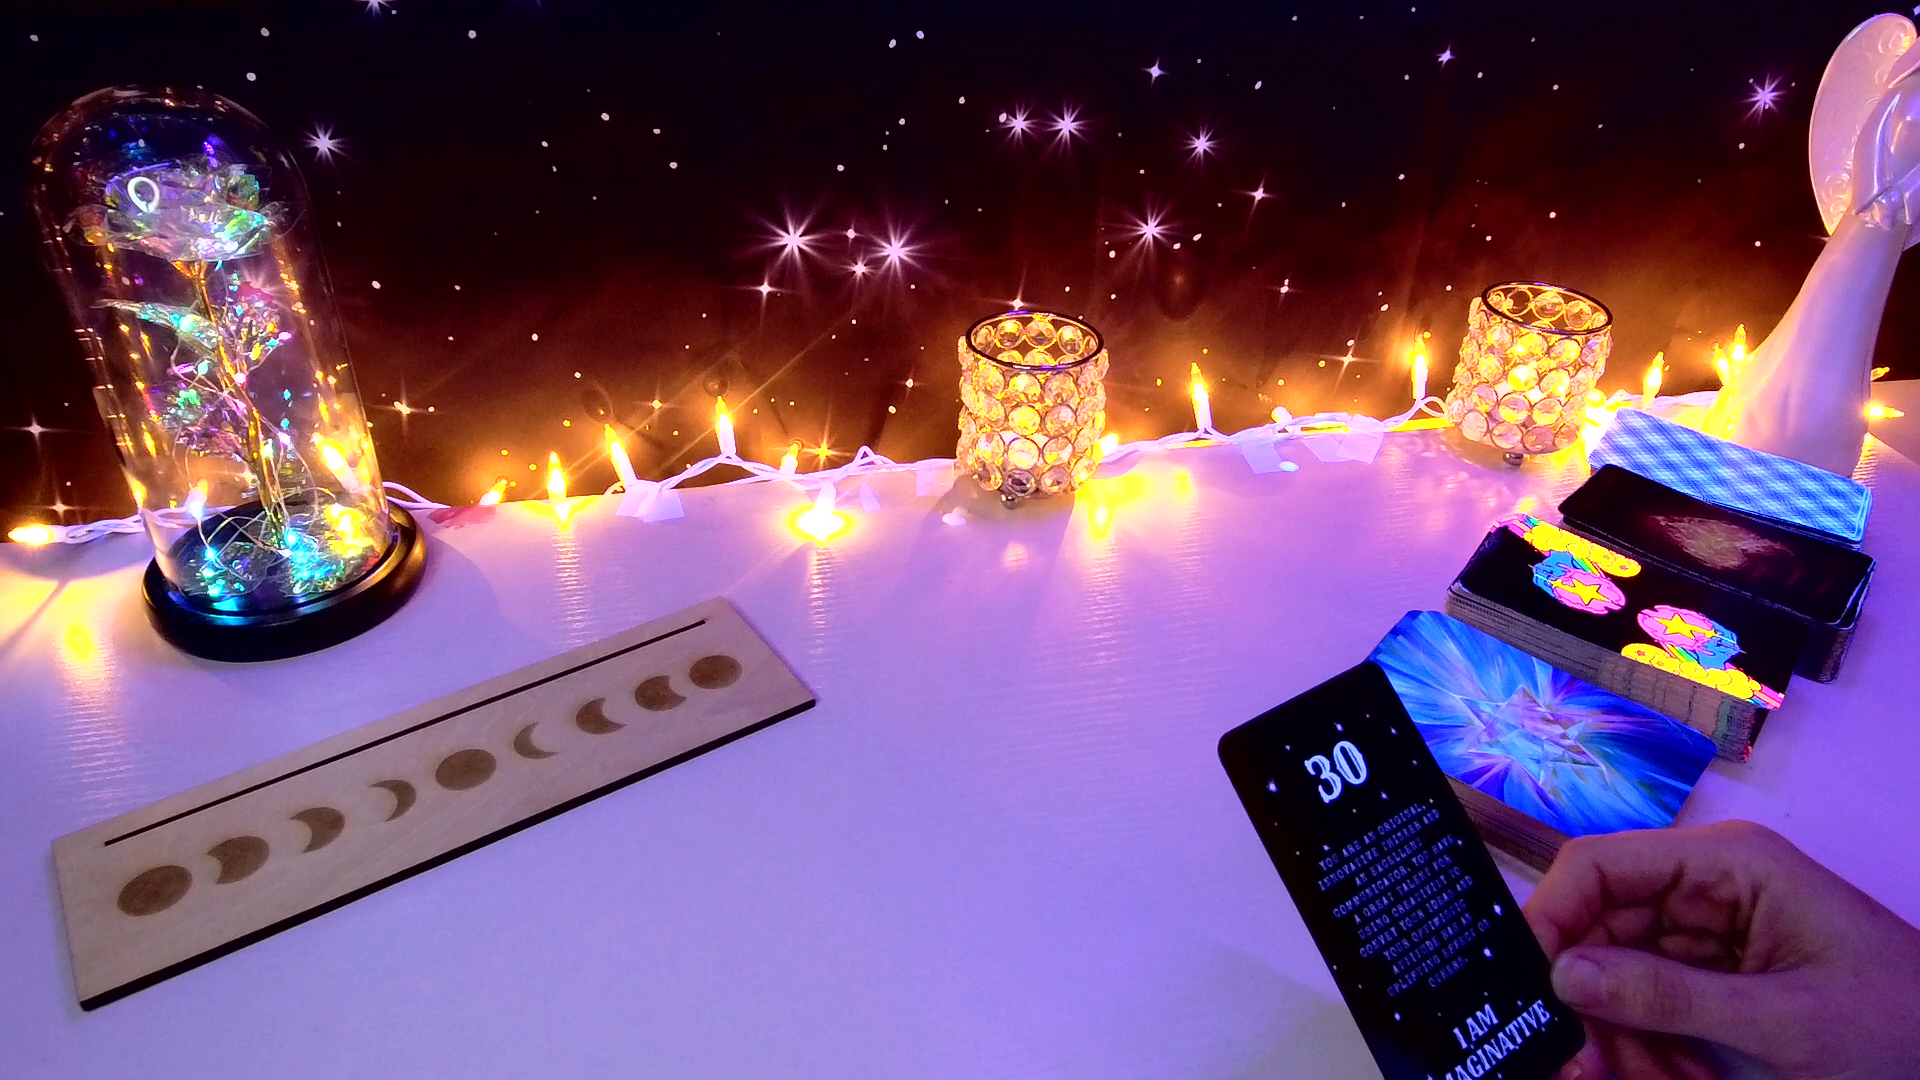 30
YOU ARE AN ORIGINAL,
INNOVATIVE THINKER AND
AN EXCELLENT
COMMUNICATOR. YOU HAVE
A GREAT TALENT FOR
USING CREATIVITY TO
CONVEY YOUR IDEAS AND
YOUR OPTIMISTIC
ATTITUDE HAS AN
UPLIFTING EFFECT ON
OTHERS.
I AM
IMAGINATIVE